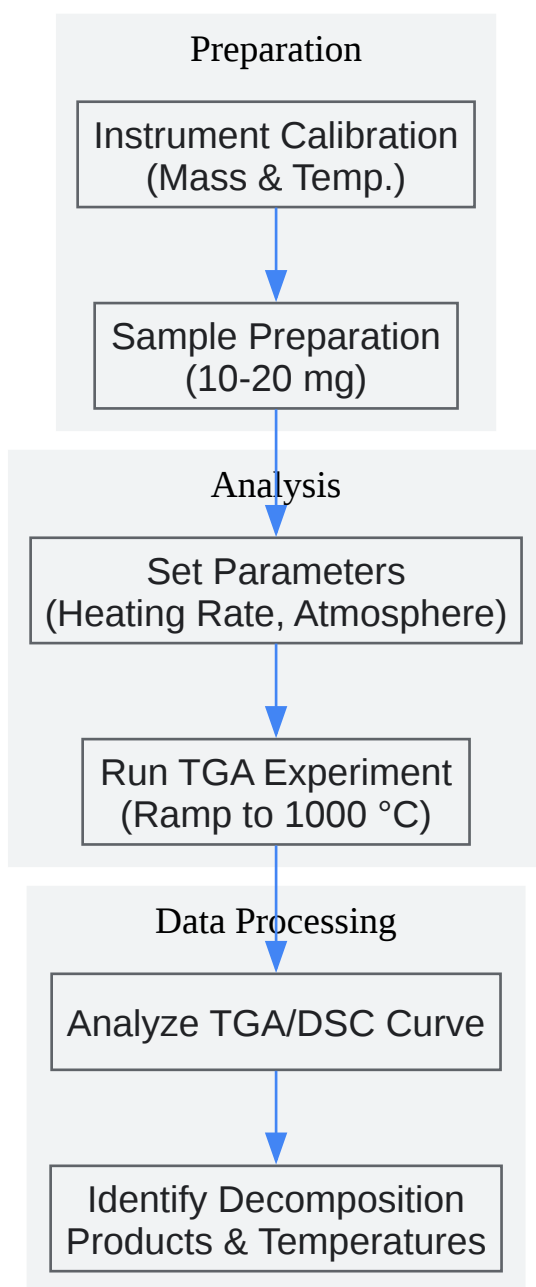 Preparation
Instrument Calibration
(Mass & Temp.)
Sample Preparation
(10-20 mg)
Analysis
Set Parameters
(Heating Rate, Atmosphere)
Run TGA Experiment
(Ramp to 1000 °C)
Data Processing
Analyze TGA/DSC Curve
Identify Decomposition
Products & Temperatures